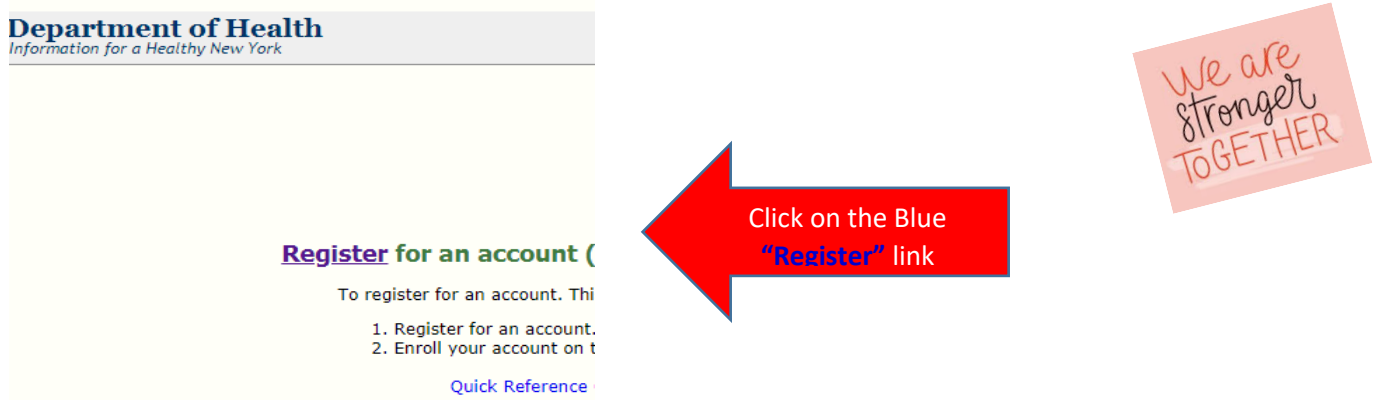 Department of Health
Information for a Healthy New York
We are
stronger
TOGETHER
Click on the Blue
“Register” link
Register for an account (
To register for an account. Thi
1. Register for an account.
2. Enroll your account on t
Quick Reference